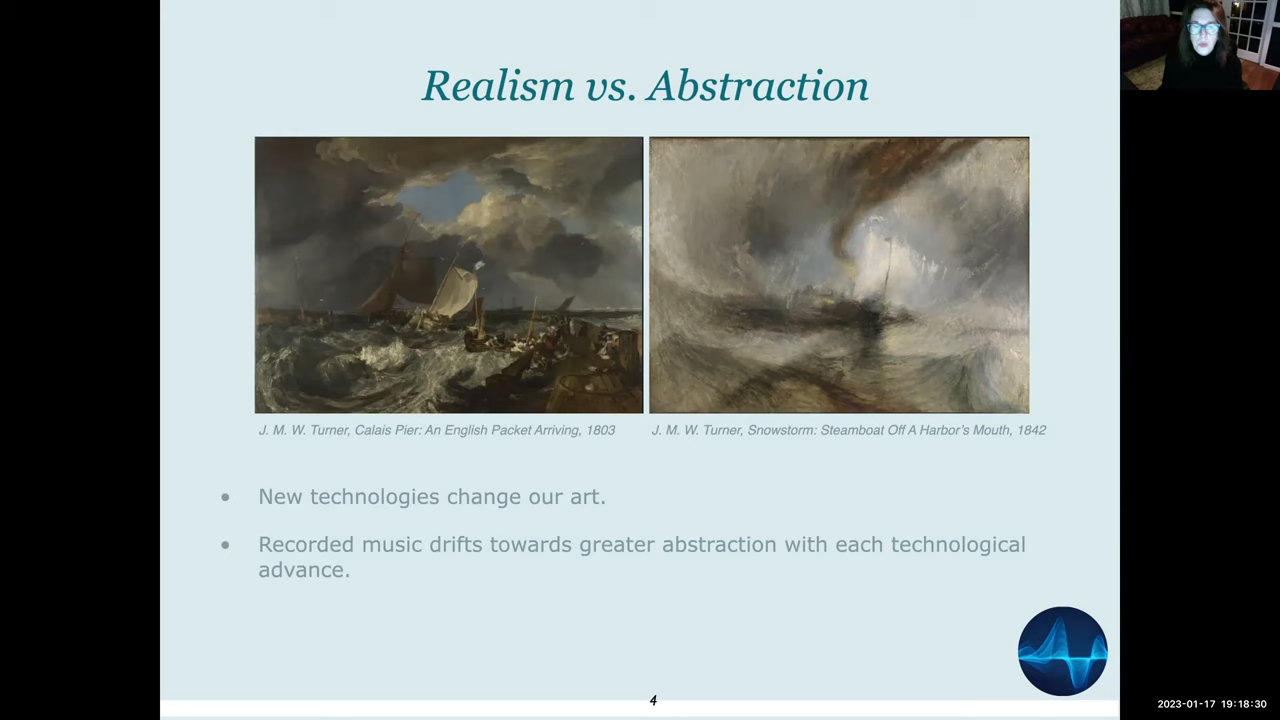 Realism vs. Abstraction
J. M. W. Turner, Calais Pier: An English Packet Arriving, 1803
J. M. W. Turner, Snowstorm: Steamboat Off A Harbor's Mouth, 1842
• New technologies change our art.
• Recorded music drifts towards greater abstraction with each technological
advance.
4
2023-01-17 19:18:30